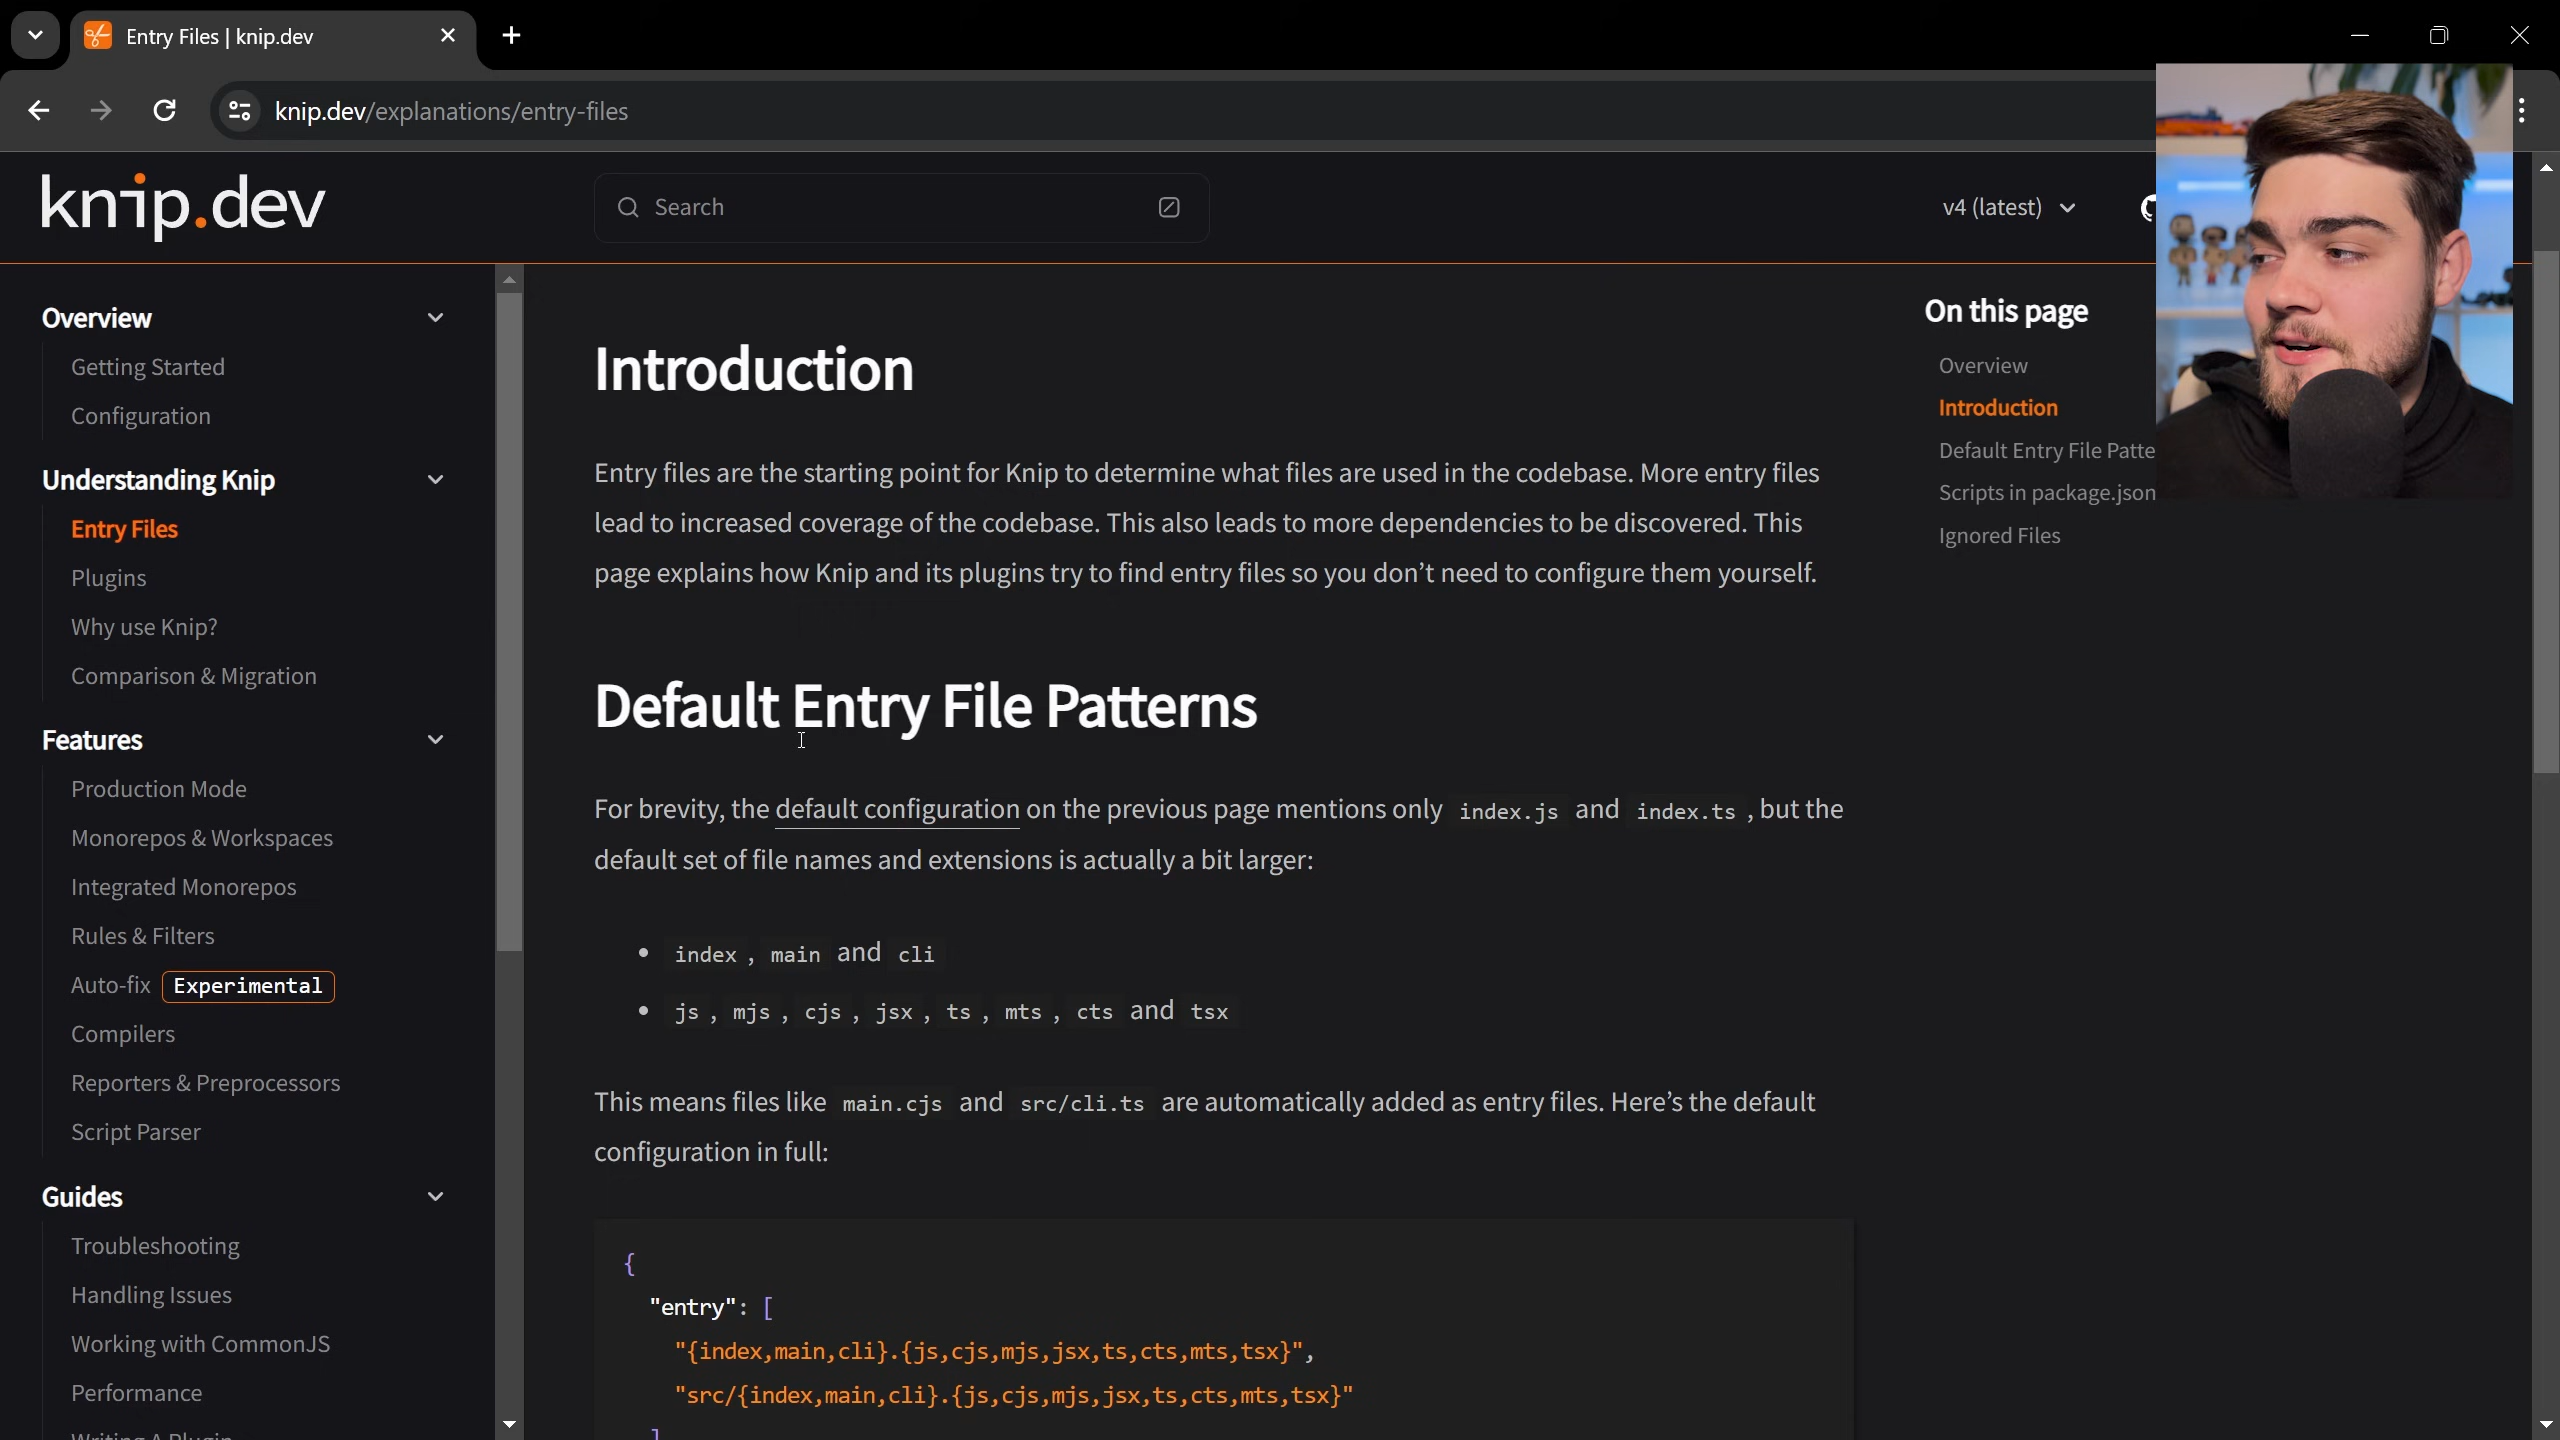 Entry Files | knip.dev
knip.dev/explanations/entry-files
knip.dev
Search
v4 (latest)
Overview
Getting Started
Configuration
Understanding Knip
Entry Files
Plugins
Why use Knip?
Comparison & Migration
Features
Production Mode
Monorepos & Workspaces
Integrated Monorepos
Rules & Filters
Auto-fix Experimental
Compilers
Reporters & Preprocessors
Script Parser
Guides
Troubleshooting
Handling Issues
Working with CommonJS
Performance
Introduction
Entry files are the starting point for Knip to determine what files are used in the codebase. More entry files
lead to increased coverage of the codebase. This also leads to more dependencies to be discovered. This
page explains how Knip and its plugins try to find entry files so you don’t need to configure them yourself.
Default Entry File Patterns
For brevity, the default configuration on the previous page mentions only index.js and index.ts , but the
default set of file names and extensions is actually a bit larger:
index , main and cli
js , mjs , cjs , jsx , ts , mts , cts and tsx
This means files like main.cjs and src/cli.ts are automatically added as entry files. Here’s the default
configuration in full:
{
"entry": [
"{index,main,cli}.{js,cjs,mjs,jsx,ts,cts,mts,tsx}",
"src/{index,main,cli}.{js,cjs,mjs,jsx,ts,cts,mts,tsx}"
]
On this page
Overview
Introduction
Default Entry File Patte
Scripts in package.json
Ignored Files